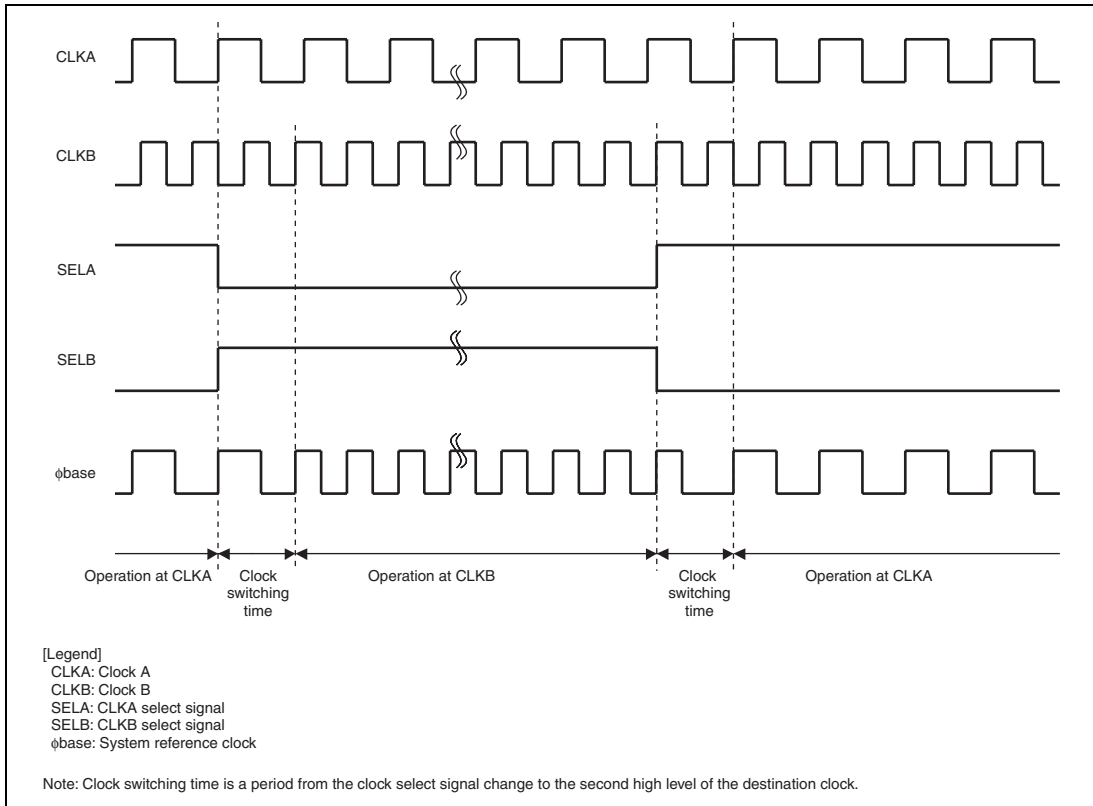 CLKA
CLKB
SELA
SELB
ϕbase
Operation at CLKA
Clock
switching
time
Operation at CLKB
Clock
switching
time
Operation at CLKA
[Legend]
CLKA: Clock A
CLKB: Clock B
SELA: CLKA select signal
SELB: CLKB select signal
ϕbase: System reference clock
Note: Clock switching time is a period from the clock select signal change to the second high level of the destination clock.